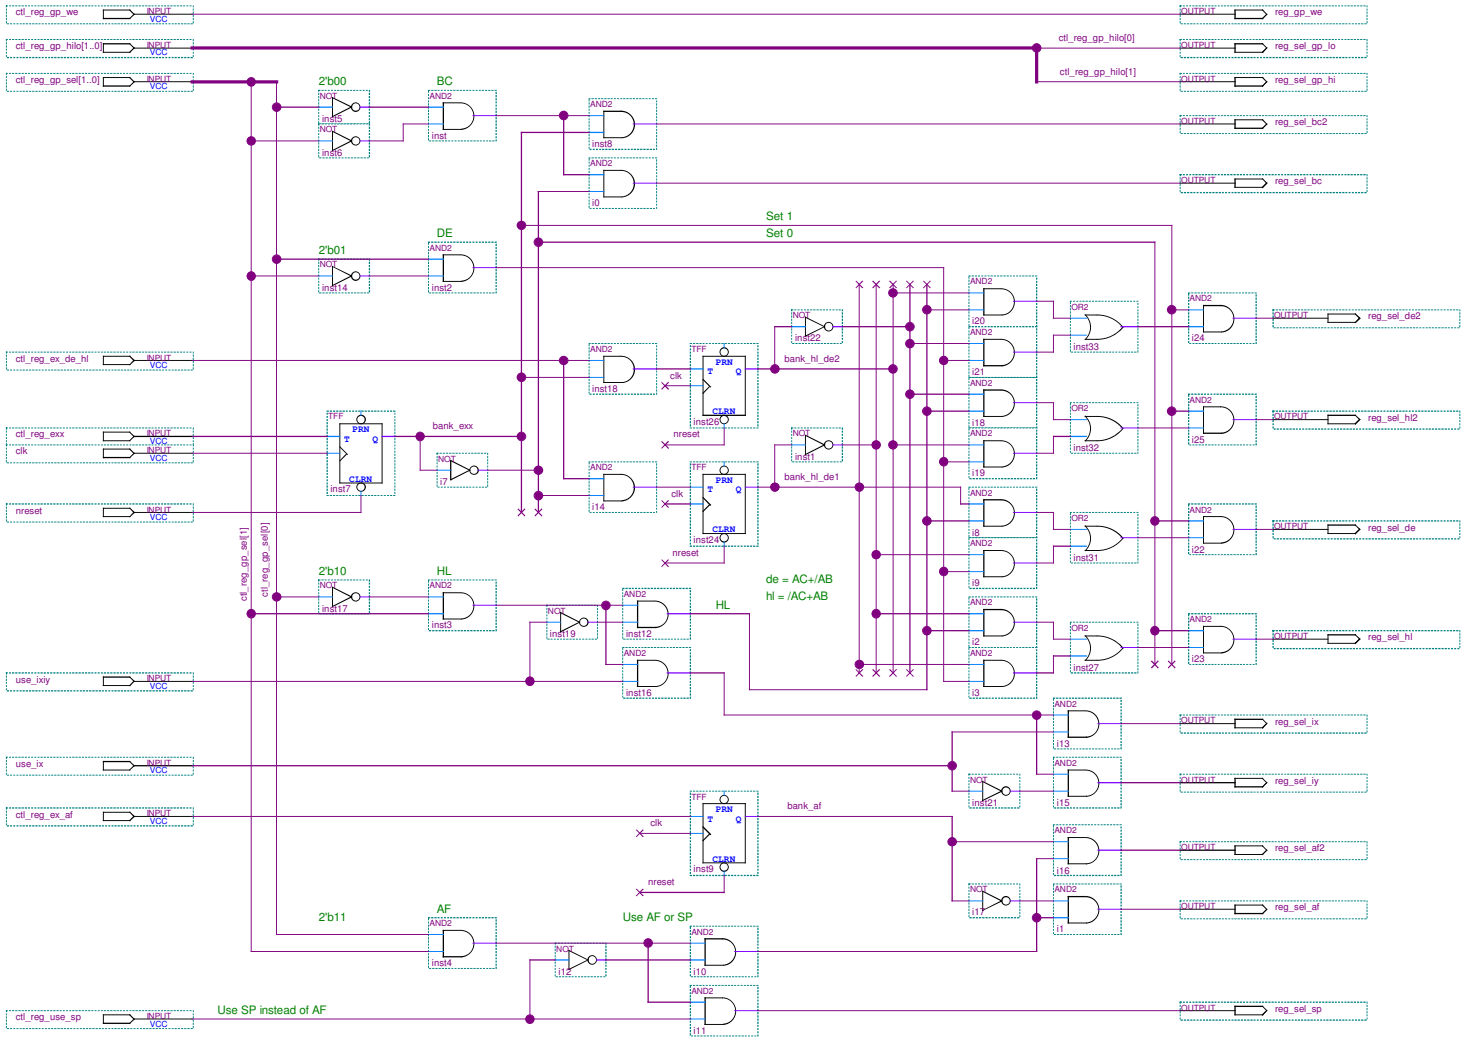 ctl_reg_gp_we INPUT VCC OUTPUT reg_gp_we
ctl_reg_gp_hilo[1..0] INPUT VCC ctl_reg_gp_hilo[0] OUTPUT reg_sel_gp_lo
ctl_reg_gp_sel[1..0] INPUT VCC ctl_reg_gp_hilo[1] OUTPUT reg_sel_gp_hi
2'b00 BC
NOT inst5 AND2 inst
NOT inst6
AND2 inst8 OUTPUT reg_sel_bc2
AND2 i0 OUTPUT reg_sel_bc
Set 1
Set 0
2'b01 DE
NOT inst14 AND2 inst2
AND2 i20
OR2 inst33
AND2 i24 OUTPUT reg_sel_de2
NOT inst22
AND2 i21
ctl_reg_ex_de_hl INPUT VCC
AND2 inst18
TFF PRN T Q CLRN inst26
clk
nreset
bank_hl_de2
AND2 i18
OR2 inst32
AND2 i25 OUTPUT reg_sel_hl2
ctl_reg_exx INPUT VCC
clk INPUT VCC
TFF PRN T Q CLRN inst7
bank_exx
NOT i7
NOT inst1
AND2 i19
AND2 i14
TFF PRN T Q CLRN inst24
clk
nreset
bank_hl_de1
nreset INPUT VCC
AND2 i8
OR2 inst31
AND2 i22 OUTPUT reg_sel_de
AND2 i9
ctl_reg_gp_sel[1]
ctl_reg_gp_sel[0]
de = AC+/AB
hl = /AC+AB
2'b10 HL
NOT inst17 AND2 inst3
NOT inst19 AND2 inst12 HL
AND2 i2
OR2 inst27
AND2 i23 OUTPUT reg_sel_hl
AND2 i3
use_ixiy INPUT VCC
AND2 inst16
AND2 i13 OUTPUT reg_sel_ix
use_ix INPUT VCC
NOT inst21 AND2 i15 OUTPUT reg_sel_iy
ctl_reg_ex_af INPUT VCC
TFF PRN T Q CLRN inst9
clk
nreset
bank_af
AND2 i16 OUTPUT reg_sel_af2
NOT i17 AND2 i1 OUTPUT reg_sel_af
2'b11 AF Use AF or SP
AND2 inst4
NOT i12 AND2 i10
Use SP instead of AF
ctl_reg_use_sp INPUT VCC
AND2 i11 OUTPUT reg_sel_sp